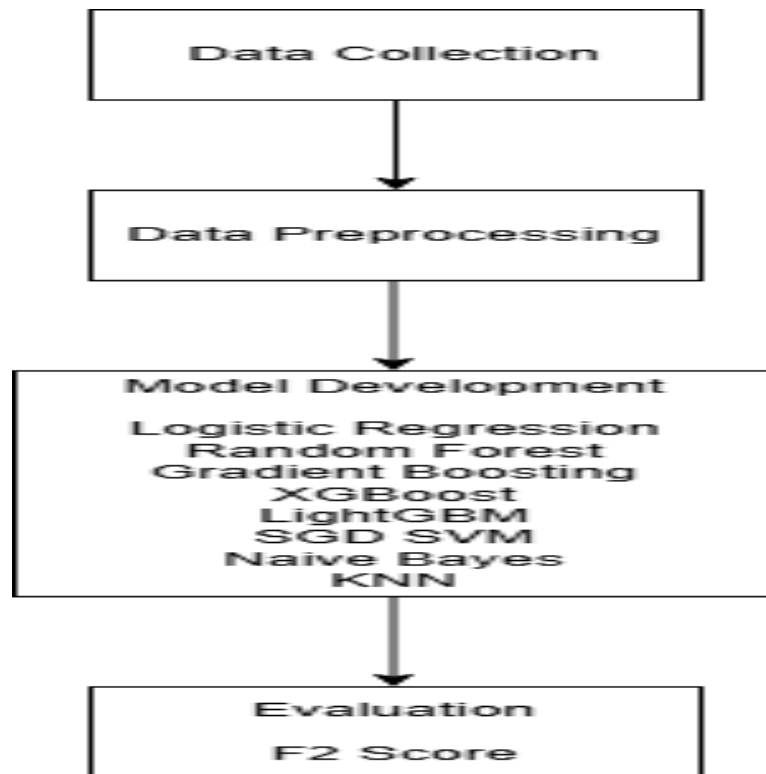 Data Collection
Data Preprocessing
Model Development
Logistic Regression
Random Forest
Gradient Boosting
XGBoost
LightGBM
SGD SVM
Naive Bayes
KNN
Evaluation
F2 Score